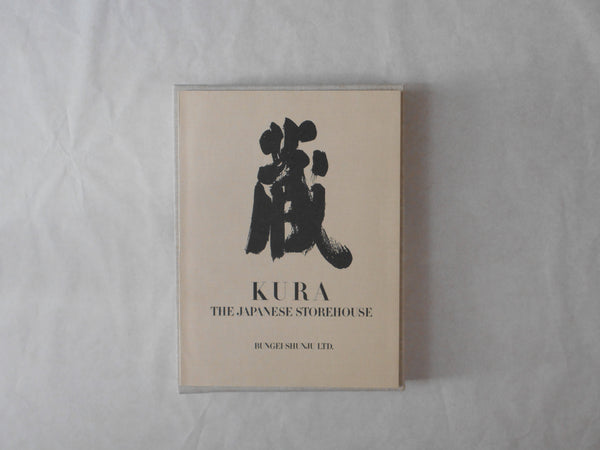 蔵
KURA
THE JAPANESE STOREHOUSE
BUNGEI SHUNJU LTD.